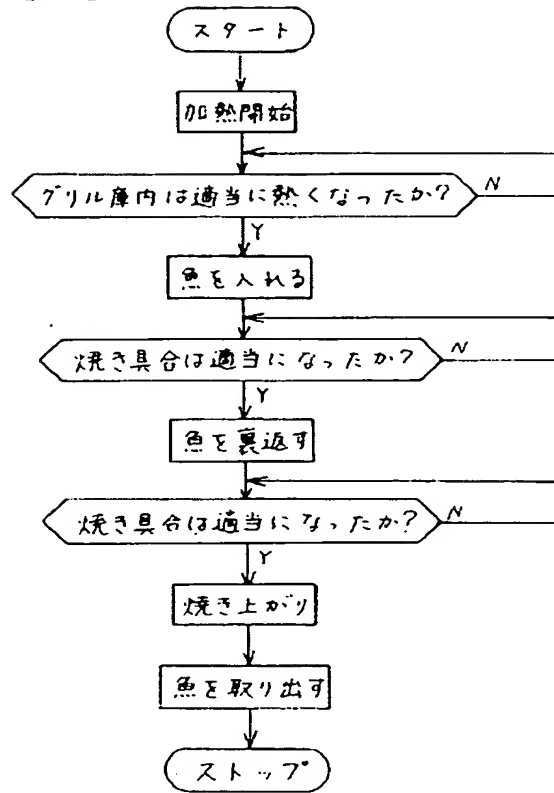 スタート
加熱開始
グリル庫内は適当に熱くなったか?
N
Y
魚を入れる
焼き具合は適当になったか?
N
Y
魚を裏返す
焼き具合は適当になったか?
N
Y
焼き上がり
魚を取り出す
ストップ